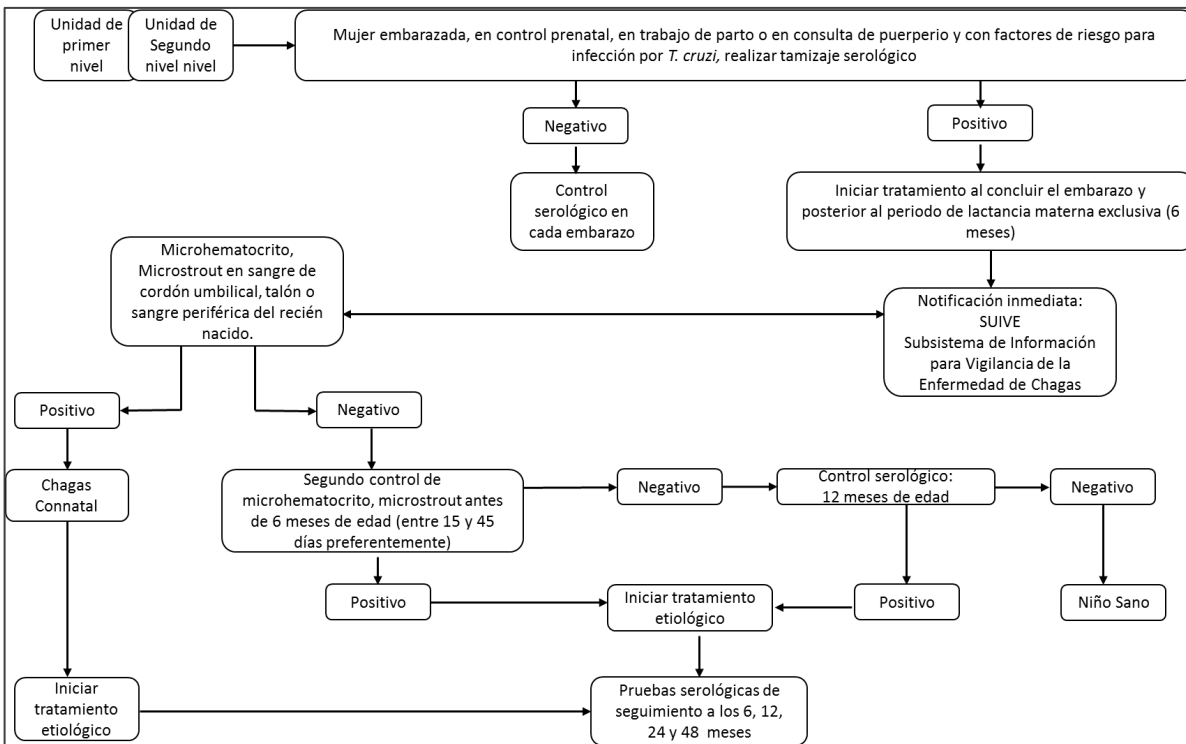 Unidad de
primer
nivel
Unidad de
Segundo
nivel nivel
Mujer embarazada, en control prenatal, en trabajo de parto o en consulta de puerperio y con factores de riesgo para
infección por T. cruzi, realizar tamizaje serológico
Negativo
Positivo
Control
serológico en
cada embarazo
Iniciar tratamiento al concluir el embarazo y
posterior al periodo de lactancia materna exclusiva (6
meses)
Microhematocrito,
Microstrout en sangre de
cordón umbilical, talón o
sangre periférica del recién
nacido.
Notificación inmediata:
SUIVE
Subsistema de Información
para Vigilancia de la
Enfermedad de Chagas
Positivo
Negativo
Chagas
Connatal
Segundo control de
microhematocrito, microstrout antes
de 6 meses de edad (entre 15 y 45
días preferentemente)
Negativo
Control serológico:
12 meses de edad
Negativo
Positivo
Iniciar tratamiento
etiológico
Positivo
Niño Sano
Iniciar
tratamiento
etiológico
Pruebas serológicas de
seguimiento a los 6, 12,
24 y 48 meses